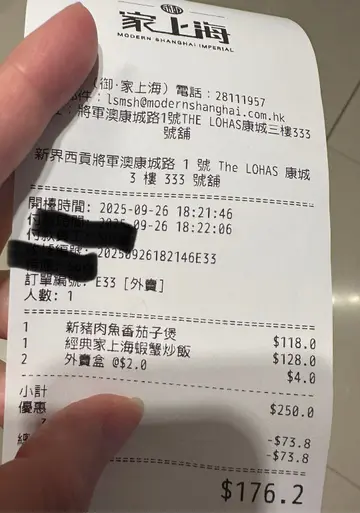 家上海
MODERN SHANGHAI IMPERIAL
(御·家上海) 電話：28111957
件：lsmsh@modernshanghai.com.hk
：將軍澳康城路1號THE LOHAS康城三樓333
號舖
新界西貢將軍澳康城路 1 號 The LOHAS 康城
3 樓 333 號舖
開檯時間: 2025-09-26 18:21:46
2025-09-26 18:22:06
20250926182146E33
訂單編號: E33 [外賣]
人數: 1
1 新豬肉魚香茄子煲 $118.0
1 經典家上海蝦蟹炒飯 $128.0
2 外賣盒 @$2.0 $4.0
小計 $250.0
優惠
-$73.8
-$73.8
$176.2